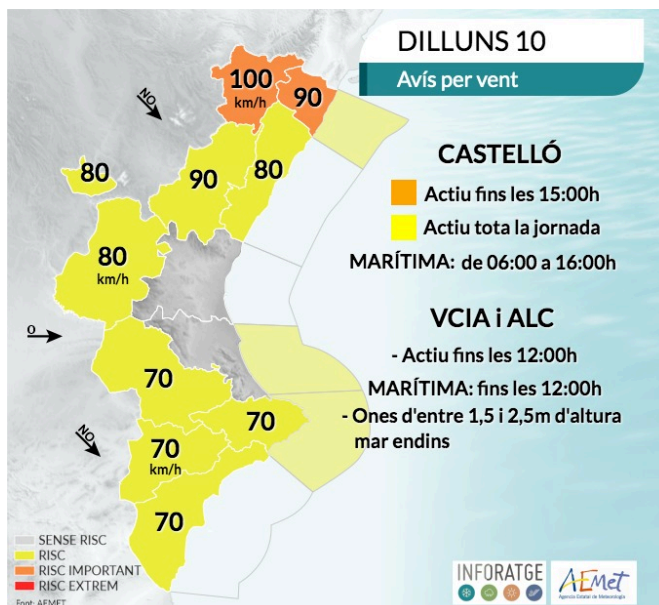 DILLUNS 10
Avís per vent
100
km/h
90
NO
80
90
80
80
km/h
O
70
70
NO
70
km/h
70
CASTELLÓ
Actiu fins les 15:00h
Actiu tota la jornada
MARÍTIMA: de 06:00 a 16:00h
VCIA i ALC
- Actiu fins les 12:00h
MARÍTIMA: fins les 12:00h
- Ones d'entre 1,5 i 2,5m d'altura
mar endins
SENSE RISC
RISC
RISC IMPORTANT
RISC EXTREM
Font: AEMET
INFORATGE
AEmet
Agencia Estatal de Meteorología